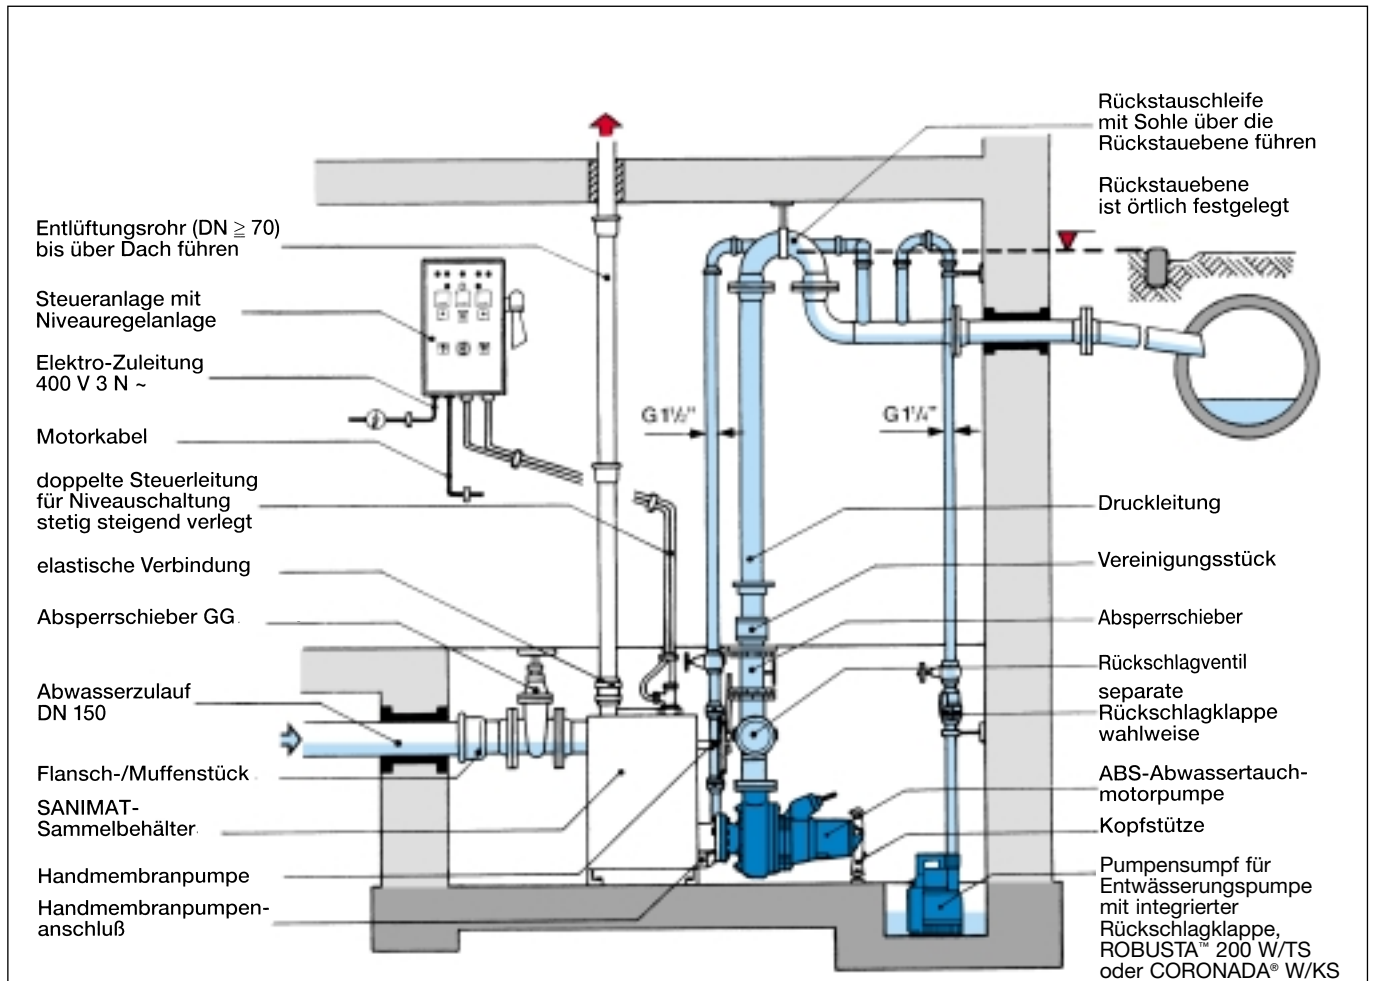 Entlüftungsrohr (DN ≧ 70)
bis über Dach führen
Steueranlage mit
Niveauregelanlage
Elektro-Zuleitung
400 V 3 N ~
Motorkabel
doppelte Steuerleitung
für Niveauschaltung
stetig steigend verlegt
elastische Verbindung
Absperrschieber GG
Abwasserzulauf
DN 150
Flansch-/Muffenstück
SANIMAT-
Sammelbehälter
Handmembranpumpe
Handmembranpumpen-
anschluß
G 1½"
G 1¼"
Rückstauschleife
mit Sohle über die
Rückstauebene führen
Rückstauebene
ist örtlich festgelegt
Druckleitung
Vereinigungsstück
Absperrschieber
Rückschlagventil
separate
Rückschlagklappe
wahlweise
ABS-Abwassertauch-
motorpumpe
Kopfstütze
Pumpensumpf für
Entwässerungspumpe
mit integrierter
Rückschlagklappe,
ROBUSTA™ 200 W/TS
oder CORONADA® W/KS